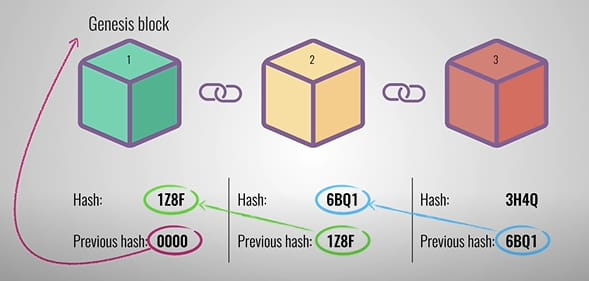 Genesis block
1
2
3
Hash: 1Z8F
Hash: 6BQ1
Hash: 3H4Q
Previous hash: 0000
Previous hash: 1Z8F
Previous hash: 6BQ1